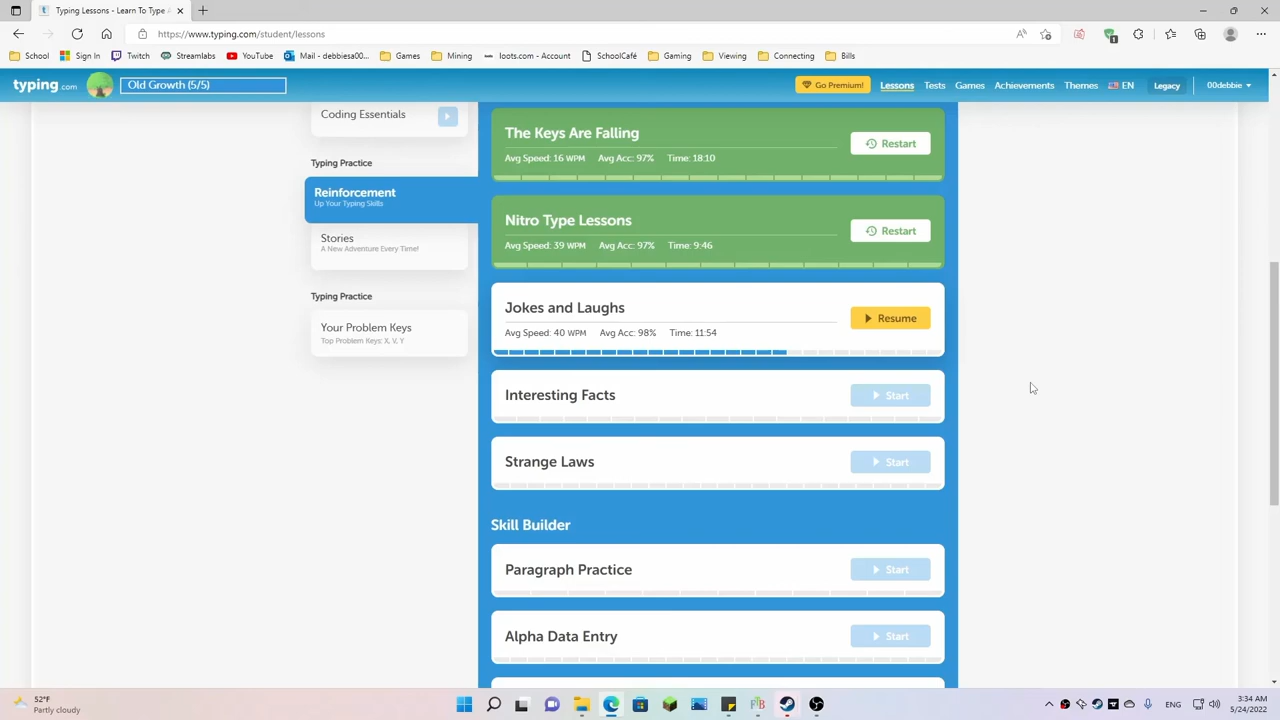 Typing Lessons - Learn To Type A
https://www.typing.com/student/lessons
School
Sign In
Twitch
Streamlabs
YouTube
Mail - debbiesa00...
Games
Mining
loots.com - Account
SchoolCafé
Gaming
Viewing
Connecting
Bills
typing.com
Old Growth (5/5)
Go Premium!
Lessons
Tests
Games
Achievements
Themes
EN
Legacy
00debbie
Coding Essentials
Typing Practice
Reinforcement
Up Your Typing Skills
Stories
A New Adventure Every Time!
Typing Practice
Your Problem Keys
Top Problem Keys: X, V, Y
The Keys Are Falling
Avg Speed: 16 WPM Avg Acc: 97% Time: 18:10
Restart
Nitro Type Lessons
Avg Speed: 39 WPM Avg Acc: 97% Time: 9:46
Restart
Jokes and Laughs
Avg Speed: 40 WPM Avg Acc: 98% Time: 11:54
Resume
Interesting Facts
Start
Strange Laws
Start
Skill Builder
Paragraph Practice
Start
Alpha Data Entry
Start
52°F
Partly cloudy
ENG
3:34 AM
5/24/2022